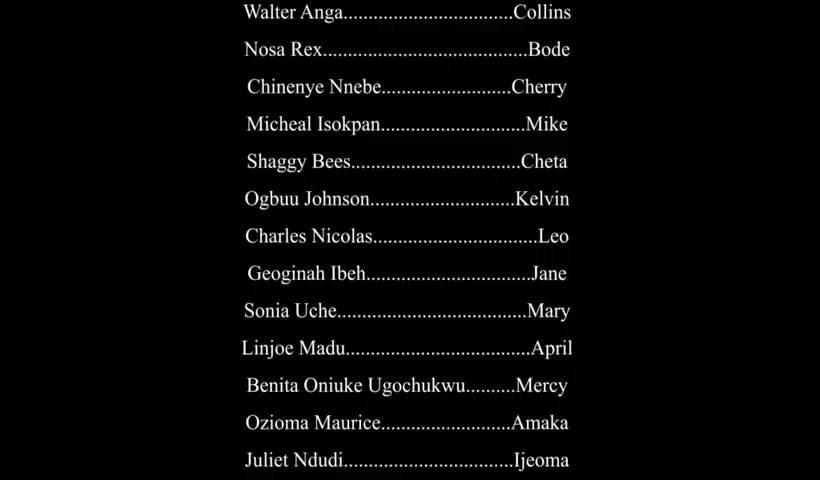 Walter Anga..................................Collins
Nosa Rex.........................................Bode
Chinenye Nnebe..........................Cherry
Micheal Isokpan.............................Mike
Shaggy Bees..................................Cheta
Ogbuu Johnson.............................Kelvin
Charles Nicolas.................................Leo
Geoginah Ibeh.................................Jane
Sonia Uche......................................Mary
Linjoe Madu.....................................April
Benita Oniuke Ugochukwu..........Mercy
Ozioma Maurice..........................Amaka
Juliet Ndudi..................................Ijeoma